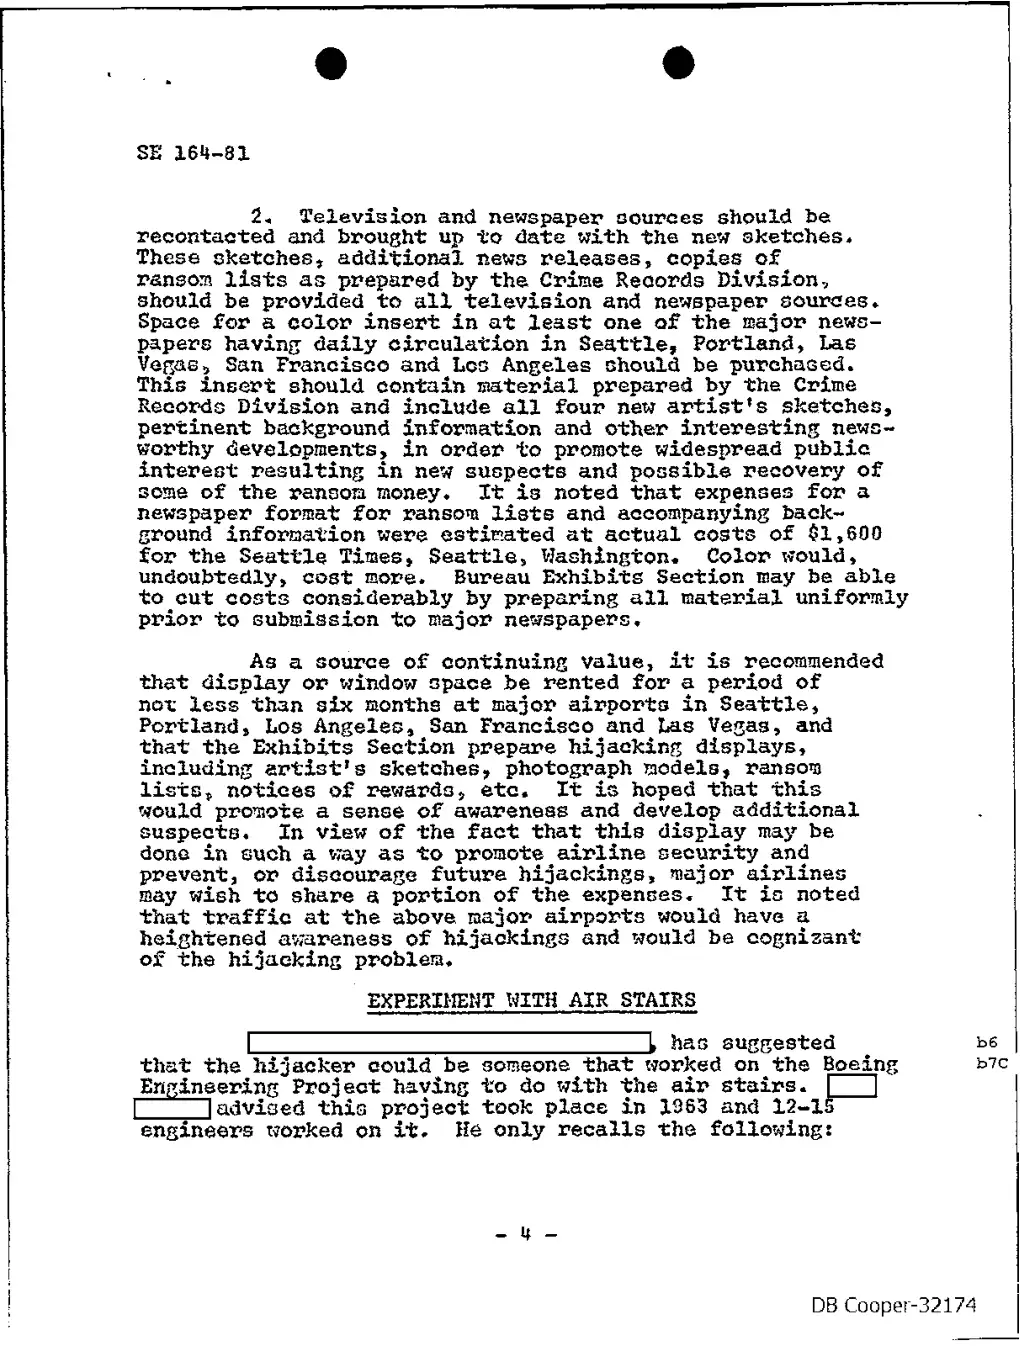 SE 164-81
2. Television and newspaper sources should be
recontacted and brought up to date with the new sketches.
These sketches, additional news releases, copies of
ransom lists as prepared by the Crime Records Division,
should be provided to all television and newspaper sources.
Space for a color insert in at least one of the major news-
papers having daily circulation in Seattle, Portland, Las
Vegas, San Francisco and Los Angeles should be purchased.
This insert should contain material prepared by the Crime
Records Division and include all four new artist's sketches,
pertinent background information and other interesting news-
worthy developments, in order to promote widespread public
interest resulting in new suspects and possible recovery of
some of the ransom money. It is noted that expenses for a
newspaper format for ransom lists and accompanying back-
ground information were estimated at actual costs of $1,600
for the Seattle Times, Seattle, Washington. Color would,
undoubtedly, cost more. Bureau Exhibits Section may be able
to cut costs considerably by preparing all material uniformly
prior to submission to major newspapers.
As a source of continuing value, it is recommended
that display or window space be rented for a period of
not less than six months at major airports in Seattle,
Portland, Los Angeles, San Francisco and Las Vegas, and
that the Exhibits Section prepare hijacking displays,
including artist's sketches, photograph models, ransom
lists, notices of rewards, etc. It is hoped that this
would promote a sense of awareness and develop additional
suspects. In view of the fact that this display may be
done in such a way as to promote airline security and
prevent, or discourage future hijackings, major airlines
may wish to share a portion of the expenses. It is noted
that traffic at the above major airports would have a
heightened awareness of hijackings and would be cognizant
of the hijacking problem.
EXPERIMENT WITH AIR STAIRS
, has suggested b6
that the hijacker could be someone that worked on the Boeing b7C
Engineering Project having to do with the air stairs.
advised this project took place in 1963 and 12-15
engineers worked on it. He only recalls the following:
- 4 -
DB Cooper-32174